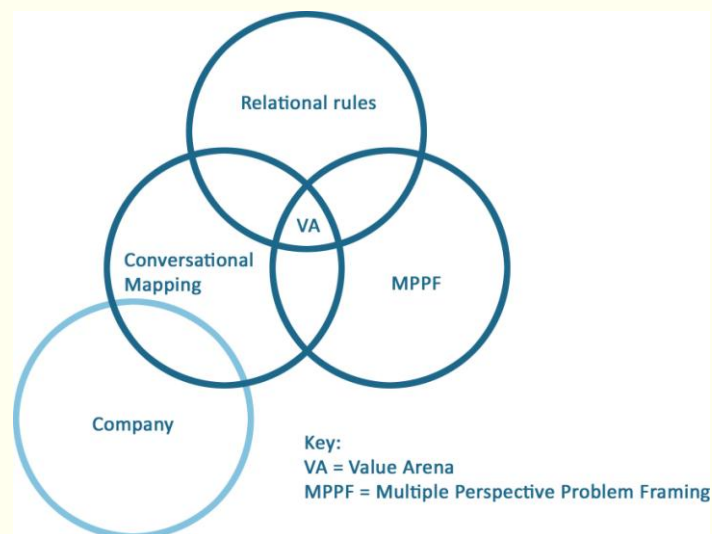 Relational rules
VA
Conversational
Mapping
MPPF
Company
Key:
VA = Value Arena
MPPF = Multiple Perspective Problem Framing